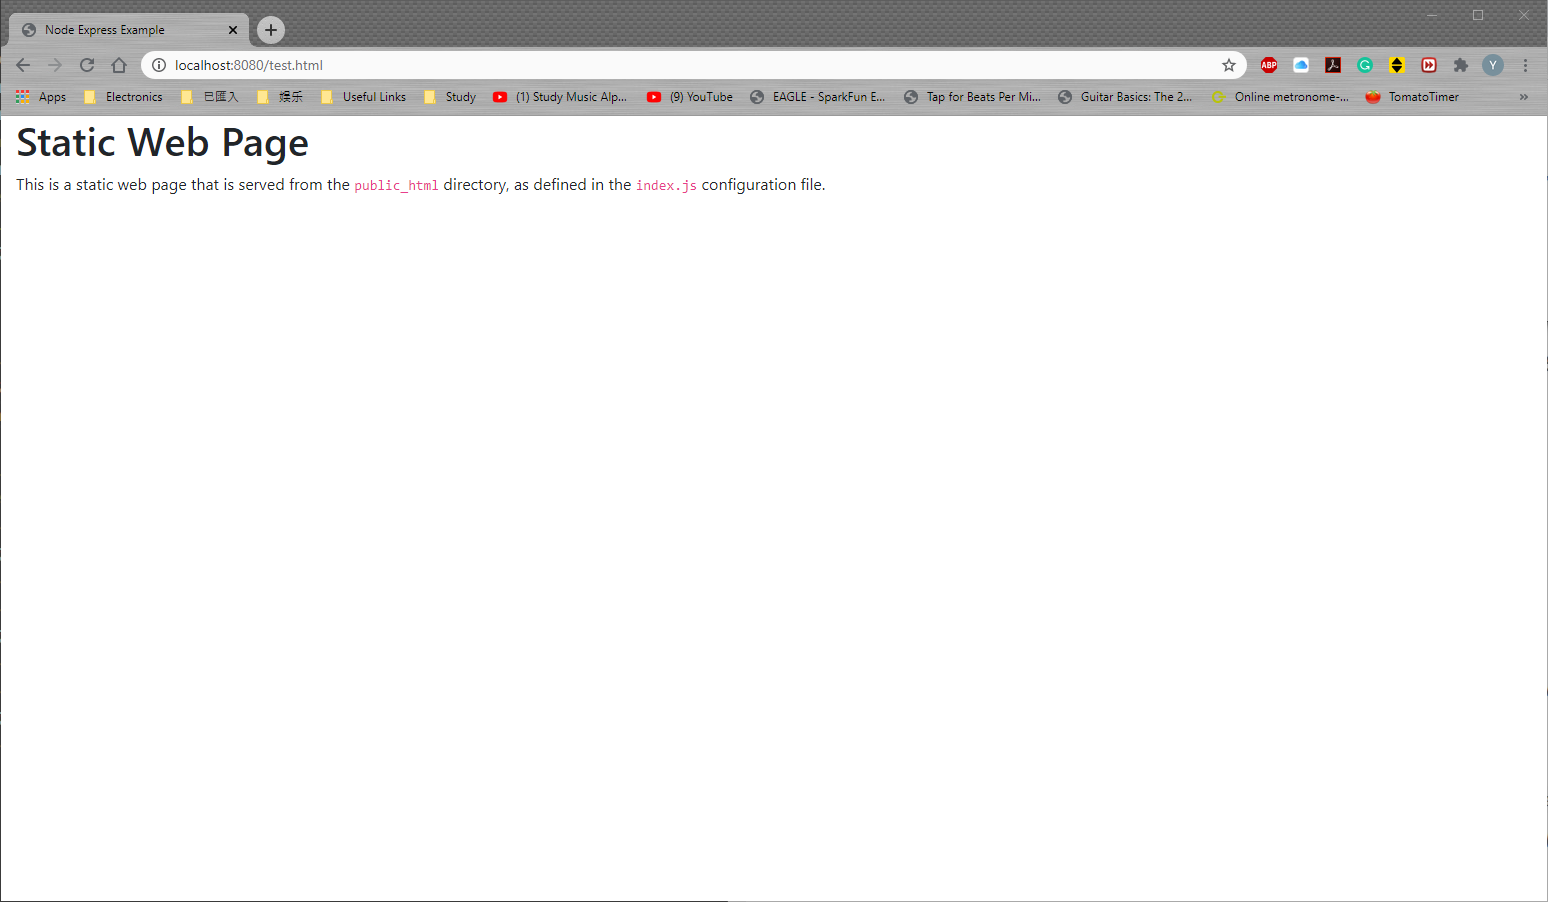 Node Express Example
localhost:8080/test.html
ABP
G
Y
Apps Electronics 已匯入 娱乐 Useful Links Study (1) Study Music Alp... (9) YouTube EAGLE - SparkFun E... Tap for Beats Per Mi... Guitar Basics: The 2... Online metronome-... TomatoTimer »
Static Web Page
This is a static web page that is served from the public_html directory, as defined in the index.js configuration file.